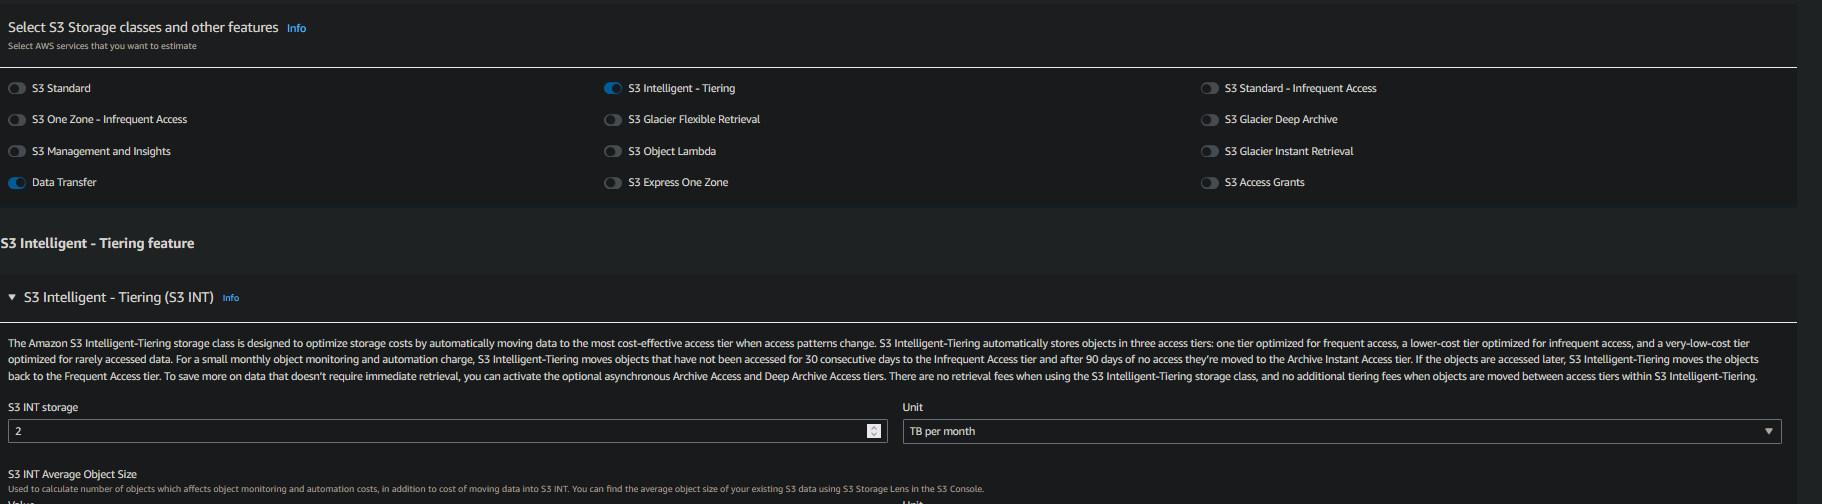 Select S3 Storage classes and other features Info
Select AWS services that you want to estimate
S3 Standard
S3 Intelligent - Tiering
S3 Standard - Infrequent Access
S3 One Zone - Infrequent Access
S3 Glacier Flexible Retrieval
S3 Glacier Deep Archive
S3 Management and Insights
S3 Object Lambda
S3 Glacier Instant Retrieval
Data Transfer
S3 Express One Zone
S3 Access Grants
S3 Intelligent - Tiering feature
S3 Intelligent - Tiering (S3 INT) Info
The Amazon S3 Intelligent-Tiering storage class is designed to optimize storage costs by automatically moving data to the most cost-effective access tier when access patterns change. S3 Intelligent-Tiering automatically stores objects in three access tiers: one tier optimized for frequent access, a lower-cost tier optimized for infrequent access, and a very-low-cost tier
optimized for rarely accessed data. For a small monthly object monitoring and automation charge, S3 Intelligent-Tiering moves objects that have not been accessed for 30 consecutive days to the Infrequent Access tier and after 90 days of no access they're moved to the Archive Instant Access tier. If the objects are accessed later, S3 Intelligent-Tiering moves the objects
back to the Frequent Access tier. To save more on data that doesn't require immediate retrieval, you can activate the optional asynchronous Archive Access and Deep Archive Access tiers. There are no retrieval fees when using the S3 Intelligent-Tiering storage class, and no additional tiering fees when objects are moved between access tiers within S3 Intelligent-Tiering.
S3 INT storage
Unit
2
TB per month
S3 INT Average Object Size
Used to calculate number of objects which affects object monitoring and automation costs, in addition to cost of moving data into S3 INT. You can find the average object size of your existing S3 data using S3 Storage Lens in the S3 Console.